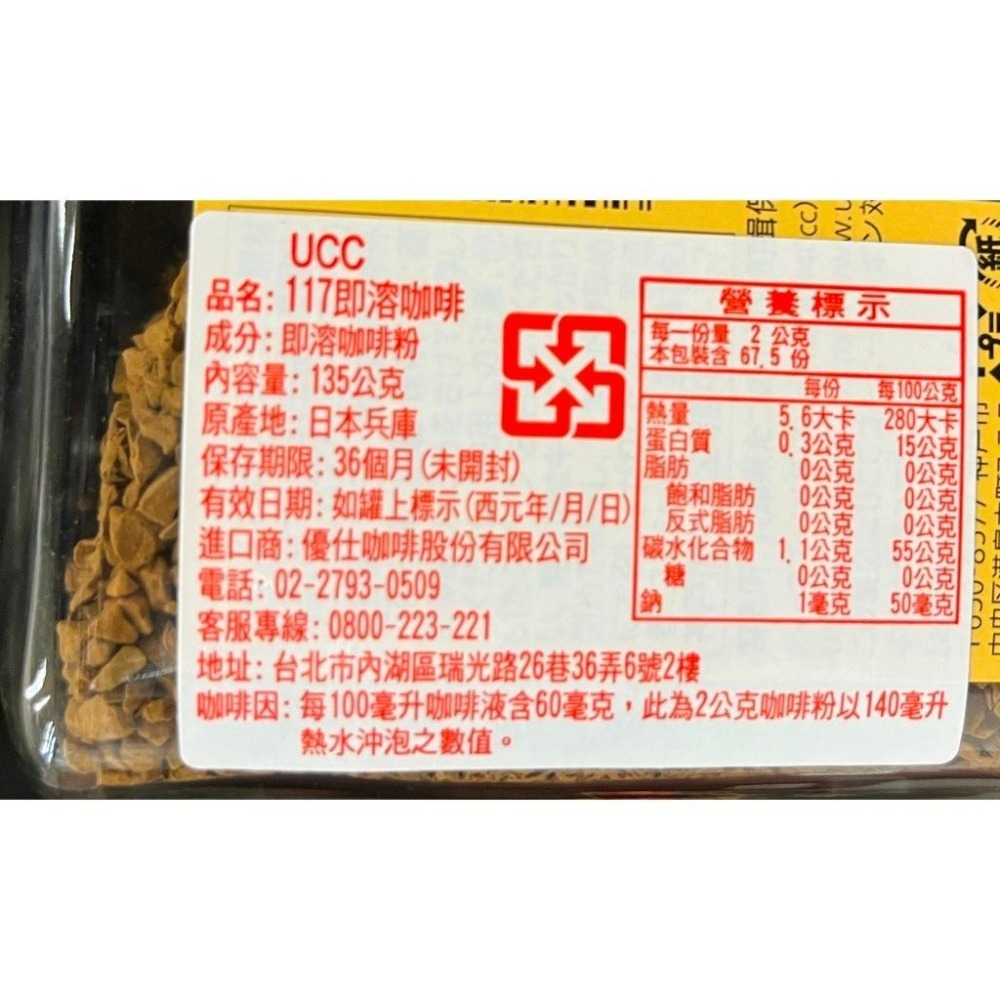 UCC
品名: 117即溶咖啡
成分: 即溶咖啡粉
內容量: 135公克
原產地: 日本兵庫
保存期限: 36個月(未開封)
有效日期: 如罐上標示(西元年/月/日)
進口商: 優仕咖啡股份有限公司
電話: 02-2793-0509
客服專線: 0800-223-221
地址: 台北市內湖區瑞光路26巷36弄6號2樓
咖啡因: 每100毫升咖啡液含60毫克,此為2公克咖啡粉以140毫升
熱水沖泡之數值。
營養標示
每一份量 2 公克
本包裝含 67.5 份
每份 每100公克
熱量 5.6大卡 280大卡
蛋白質 0.3公克 15公克
脂肪 0公克 0公克
飽和脂肪 0公克 0公克
反式脂肪 0公克 0公克
碳水化合物 1.1公克 55公克
糖 0公克 0公克
鈉 1毫克 50毫克